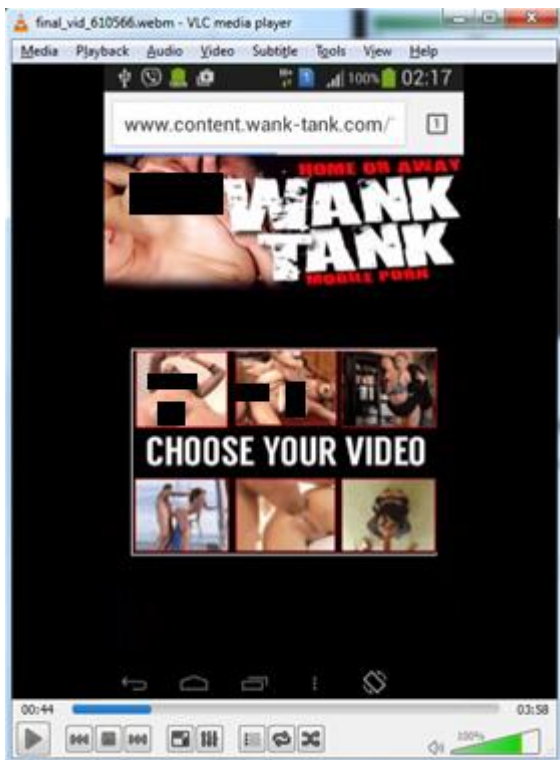 final_vid_610566.webm - VLC media player
Media Playback Audio Video Subtitle Tools View Help
100% 02:17
www.content.wank-tank.com/
1
HOME OR AWAY
WANK
TANK
MOBILE PORN
CHOOSE YOUR VIDEO
00:44 03:58
100%